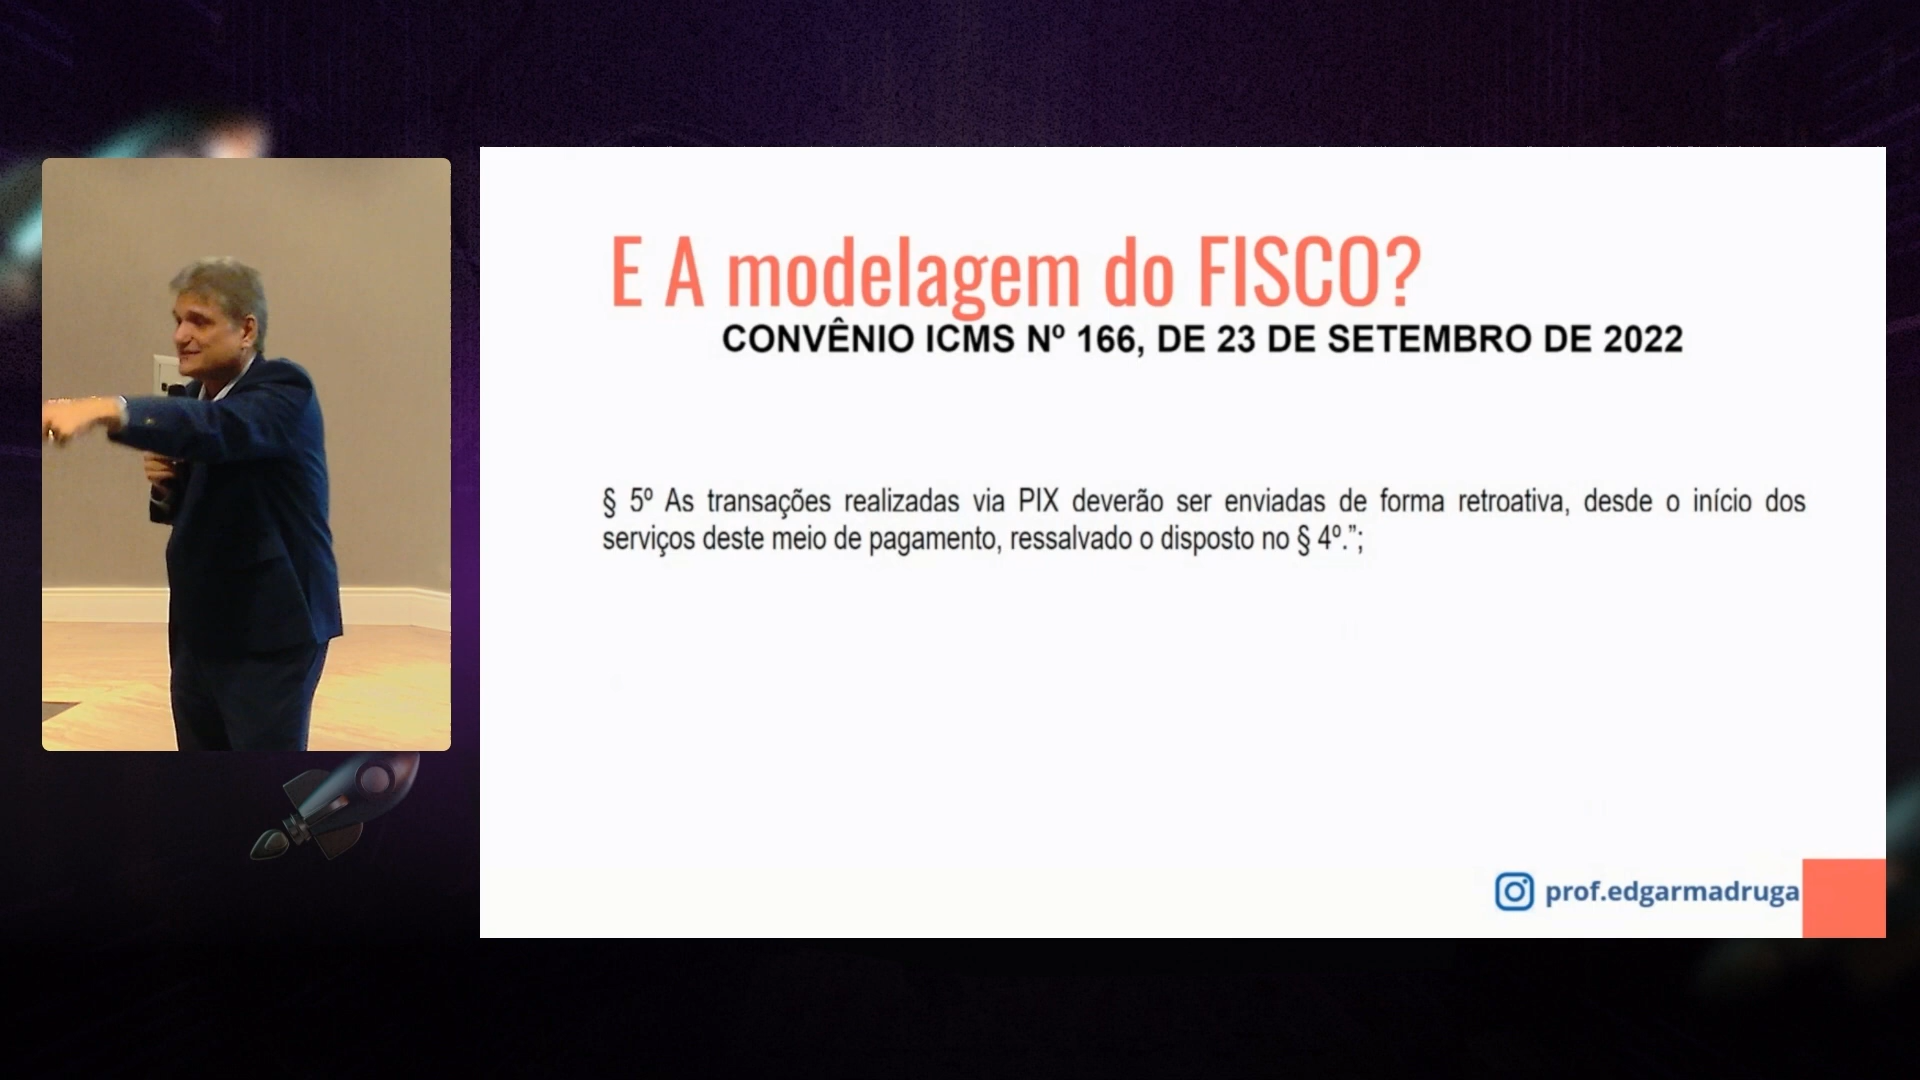 E A modelagem do FISCO?
CONVÊNIO ICMS Nº 166, DE 23 DE SETEMBRO DE 2022
§ 5º As transações realizadas via PIX deverão ser enviadas de forma retroativa, desde o início dos
serviços deste meio de pagamento, ressalvado o disposto no § 4º.”;
prof.edgarmadruga